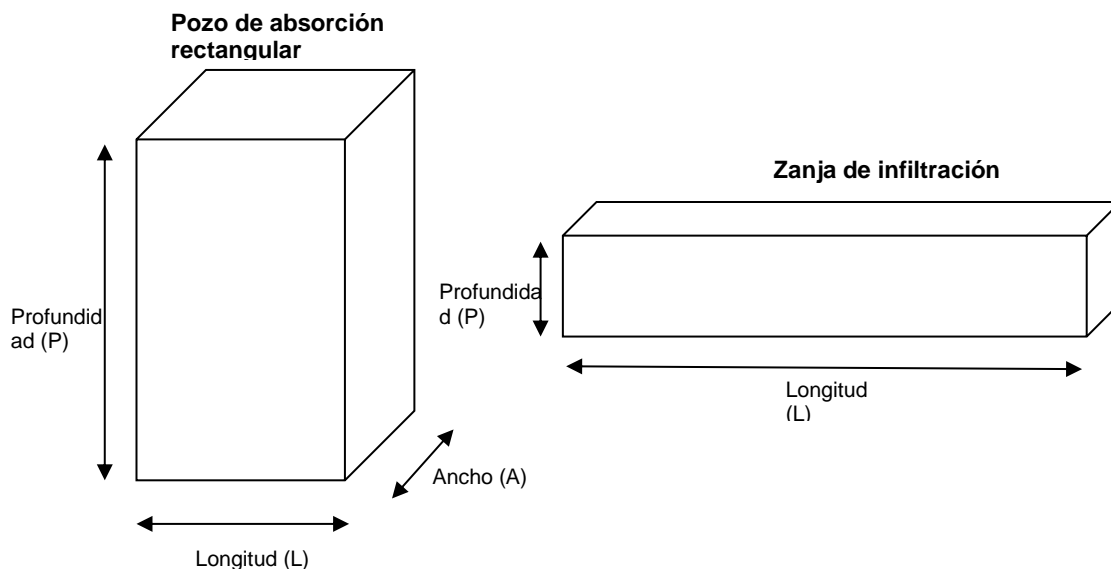 Pozo de absorción
rectangular
Profundid
ad (P)
Ancho (A)
Longitud (L)
Zanja de infiltración
Profundida
d (P)
Longitud
(L)